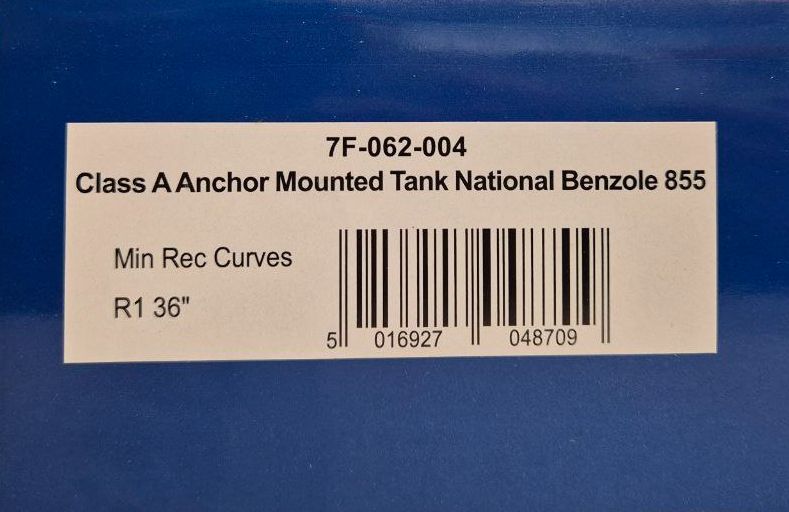 7F-062-004
Class A Anchor Mounted Tank National Benzole 855
Min Rec Curves
R1 36"
5 016927 048709